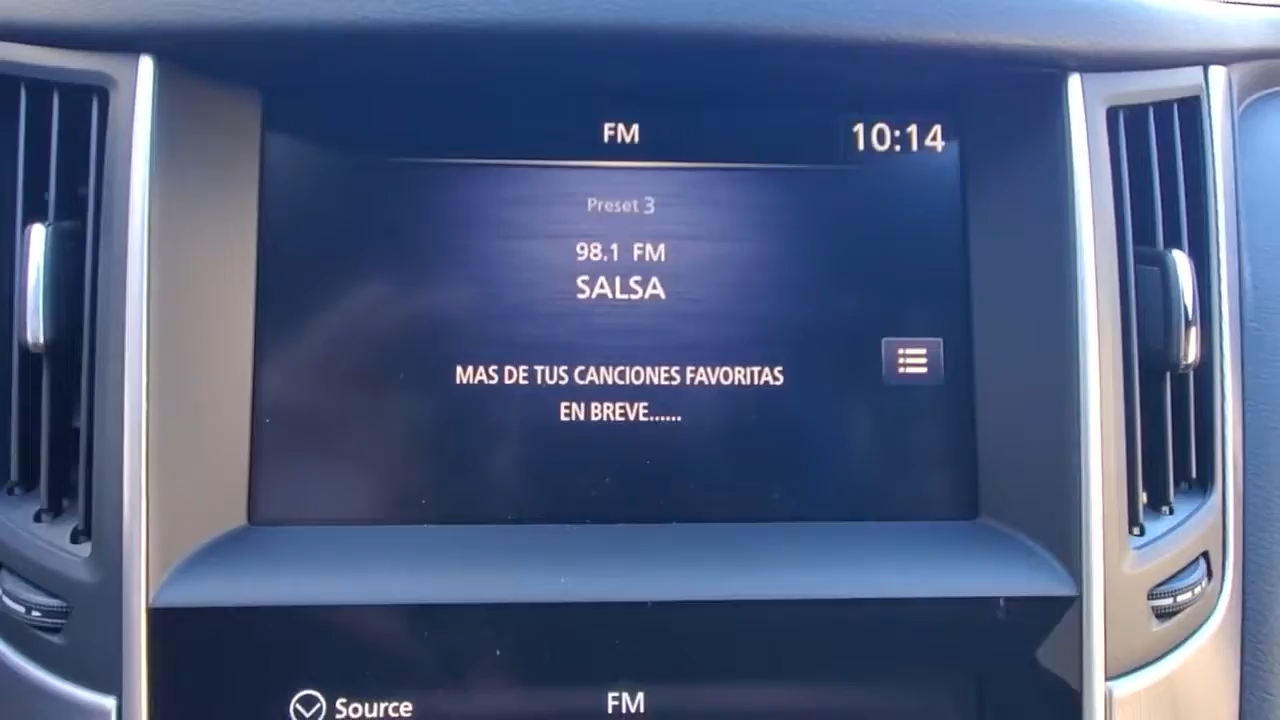 FM
10:14
Preset 3
98.1 FM
SALSA
MAS DE TUS CANCIONES FAVORITAS
EN BREVE......
Source
FM